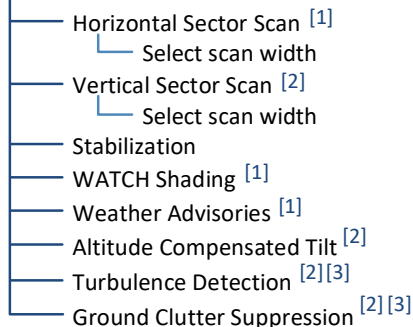 Horizontal Sector Scan [1]
Select scan width
Vertical Sector Scan [2]
Select scan width
Stabilization
WATCH Shading [1]
Weather Advisories [1]
Altitude Compensated Tilt [2]
Turbulence Detection [2][3]
Ground Clutter Suppression [2][3]